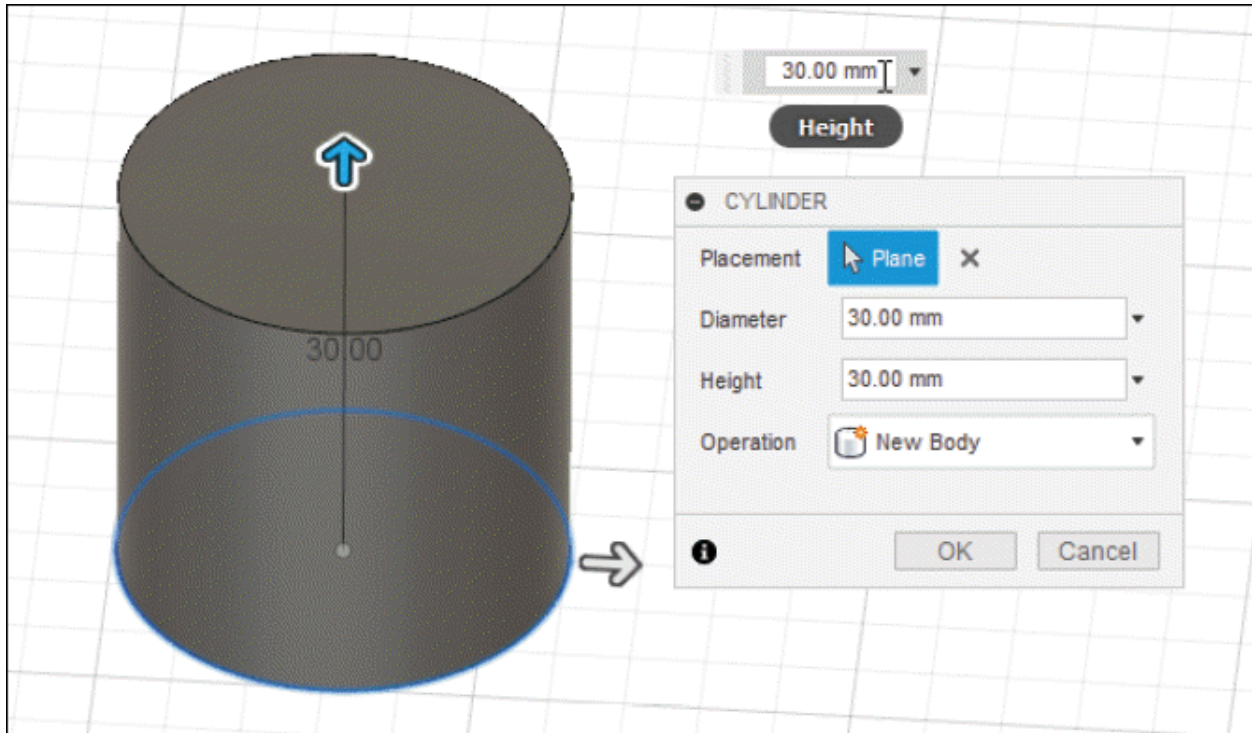 30.00 mm
Height
30.00
CYLINDER
Placement Plane
Diameter 30.00 mm
Height 30.00 mm
Operation New Body
OK Cancel